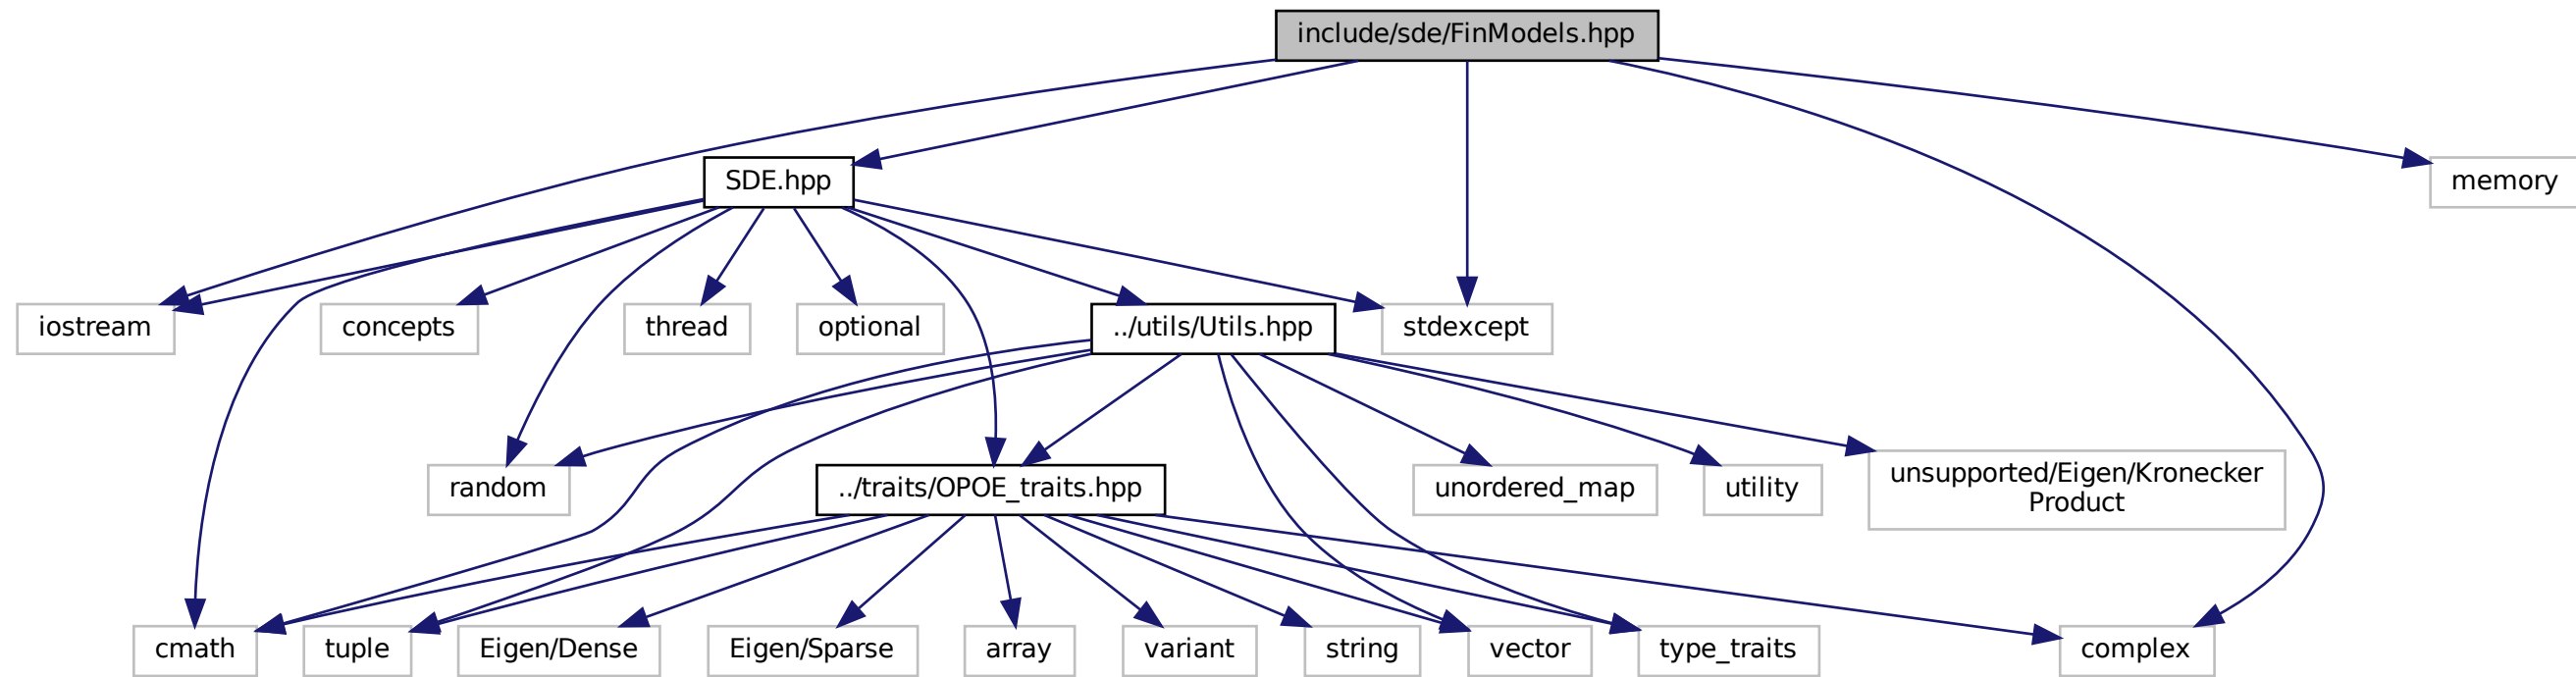 include/sde/FinModels.hpp
SDE.hpp
memory
iostream
concepts
thread
optional
../utils/Utils.hpp
stdexcept
random
../traits/OPOE_traits.hpp
unordered_map
utility
unsupported/Eigen/Kronecker
Product
cmath
tuple
Eigen/Dense
Eigen/Sparse
array
variant
string
vector
type_traits
complex